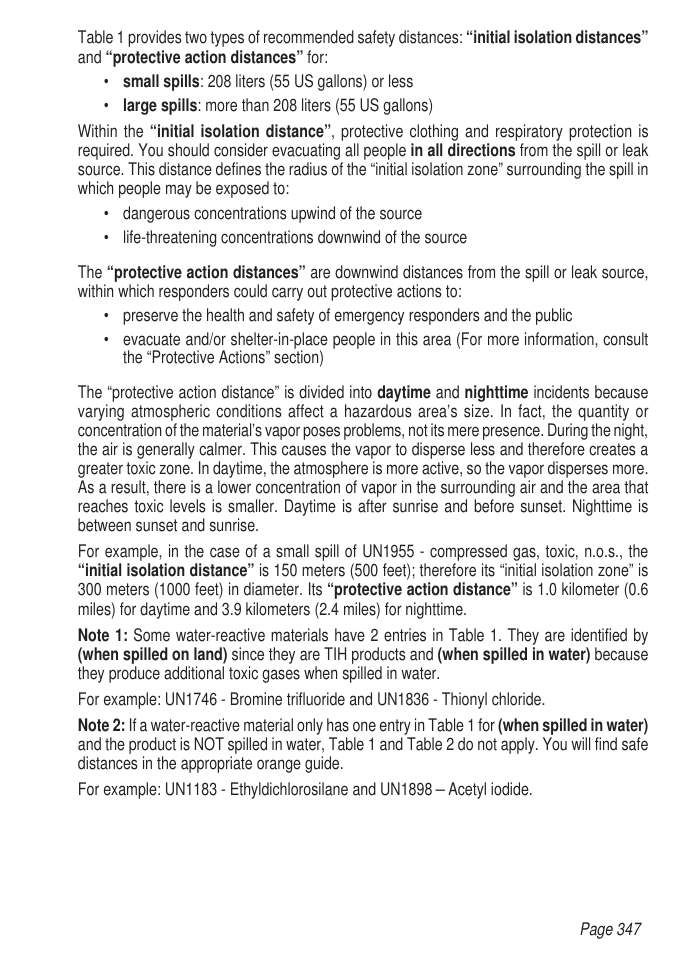 Table 1 provides two types of recommended safety distances: “initial isolation distances”
and “protective action distances” for:
• small spills: 208 liters (55 US gallons) or less
• large spills: more than 208 liters (55 US gallons)
Within the “initial isolation distance”, protective clothing and respiratory protection is
required. You should consider evacuating all people in all directions from the spill or leak
source. This distance defines the radius of the “initial isolation zone” surrounding the spill in
which people may be exposed to:
• dangerous concentrations upwind of the source
• life-threatening concentrations downwind of the source
The “protective action distances” are downwind distances from the spill or leak source,
within which responders could carry out protective actions to:
• preserve the health and safety of emergency responders and the public
• evacuate and/or shelter-in-place people in this area (For more information, consult
the “Protective Actions” section)
The “protective action distance” is divided into daytime and nighttime incidents because
varying atmospheric conditions affect a hazardous area’s size. In fact, the quantity or
concentration of the material’s vapor poses problems, not its mere presence. During the night,
the air is generally calmer. This causes the vapor to disperse less and therefore creates a
greater toxic zone. In daytime, the atmosphere is more active, so the vapor disperses more.
As a result, there is a lower concentration of vapor in the surrounding air and the area that
reaches toxic levels is smaller. Daytime is after sunrise and before sunset. Nighttime is
between sunset and sunrise.
For example, in the case of a small spill of UN1955 - compressed gas, toxic, n.o.s., the
“initial isolation distance” is 150 meters (500 feet); therefore its “initial isolation zone” is
300 meters (1000 feet) in diameter. Its “protective action distance” is 1.0 kilometer (0.6
miles) for daytime and 3.9 kilometers (2.4 miles) for nighttime.
Note 1: Some water-reactive materials have 2 entries in Table 1. They are identified by
(when spilled on land) since they are TIH products and (when spilled in water) because
they produce additional toxic gases when spilled in water.
For example: UN1746 - Bromine trifluoride and UN1836 - Thionyl chloride.
Note 2: If a water-reactive material only has one entry in Table 1 for (when spilled in water)
and the product is NOT spilled in water, Table 1 and Table 2 do not apply. You will find safe
distances in the appropriate orange guide.
For example: UN1183 - Ethyldichlorosilane and UN1898 – Acetyl iodide.
Page 347